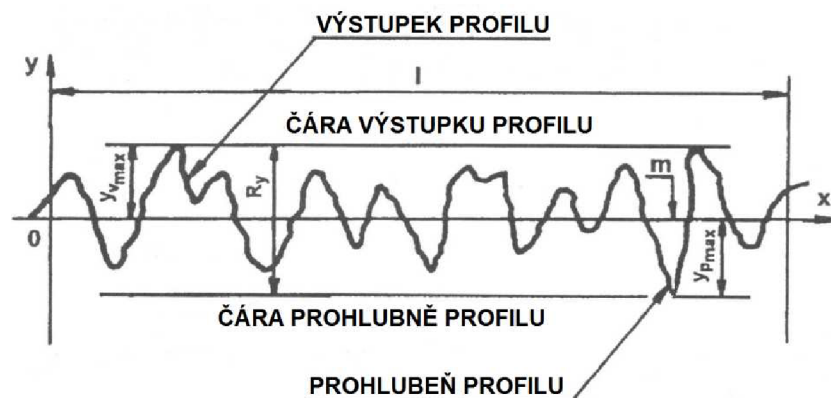 VÝSTUPEK PROFILU
y
l
ČÁRA VÝSTUPKU PROFILU
yvmax
Ry
m
x
0
yPmax
ČÁRA PROHLUBNĚ PROFILU
PROHLUBEŇ PROFILU